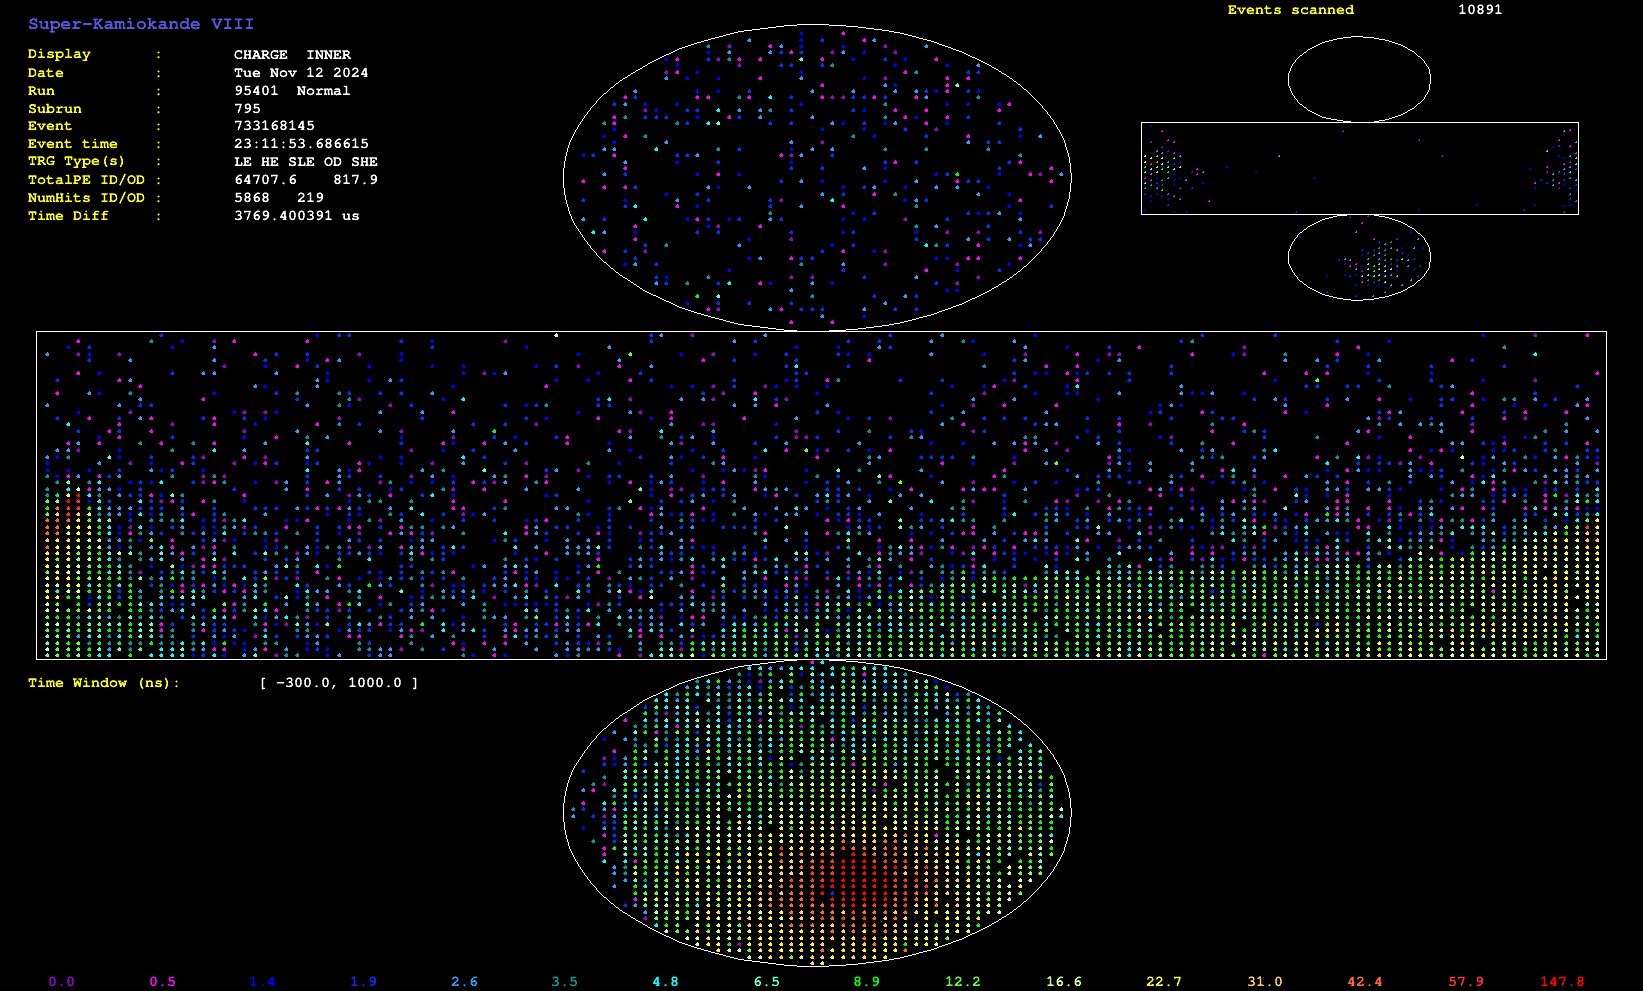 Super-Kamiokande VIII
Events scanned 10891
Display : CHARGE INNER
Date : Tue Nov 12 2024
Run : 95401 Normal
Subrun : 795
Event : 733168145
Event time : 23:11:53.686615
TRG Type(s) : LE HE SLE OD SHE
TotalPE ID/OD : 64707.6 817.9
NumHits ID/OD : 5868 219
Time Diff : 3769.400391 us
Time Window (ns): [ -300.0, 1000.0 ]
0.0 0.5 1.4 1.9 2.6 3.5 4.8 6.5 8.9 12.2 16.6 22.7 31.0 42.4 57.9 147.8